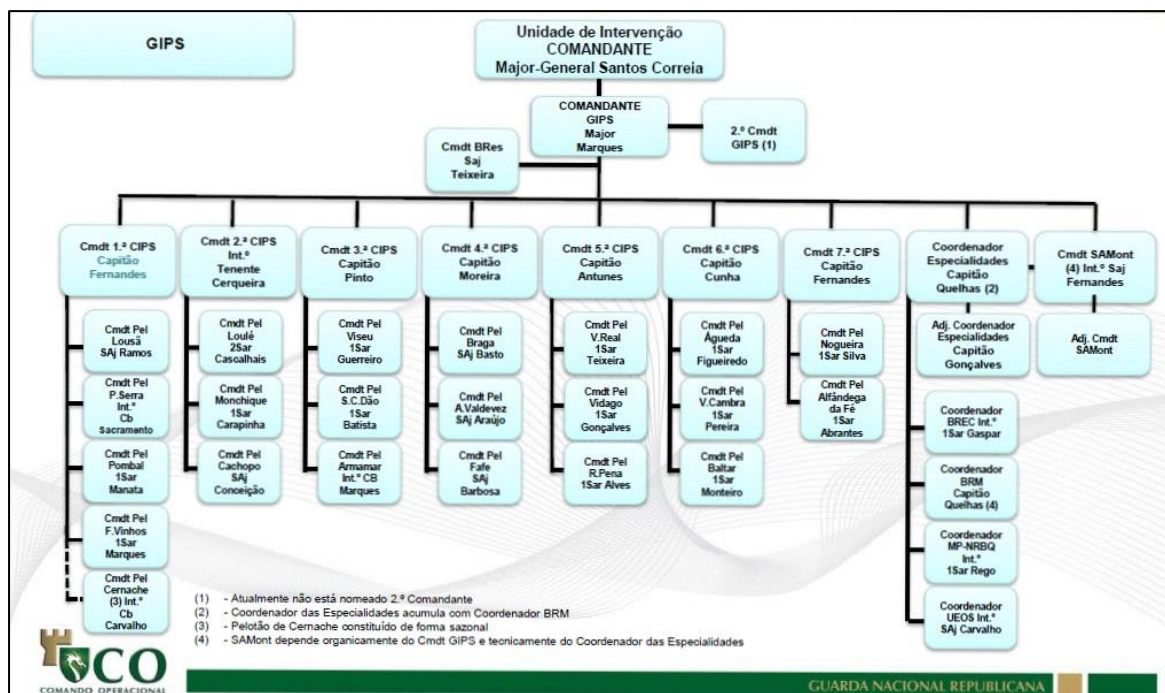 GIPS
Unidade de Intervenção
COMANDANTE
Major-General Santos Correia
COMANDANTE
GIPS
Major
Marques
2.º Cmdt
GIPS (1)
Cmdt BRes
Saj
Teixeira
Cmdt 1.ª CIPS
Capitão
Fernandes
Cmdt 2.ª CIPS
Int.º
Tenente
Cerqueira
Cmdt 3.ª CIPS
Capitão
Pinto
Cmdt 4.ª CIPS
Capitão
Moreira
Cmdt 5.ª CIPS
Capitão
Antunes
Cmdt 6.ª CIPS
Capitão
Cunha
Cmdt 7.ª CIPS
Capitão
Fernandes
Coordenador
Especialidades
Capitão
Quelhas (2)
Cmdt SAMont
(4) Int.º Saj
Fernandes
Cmdt Pel
Lousã
SAj Ramos
Cmdt Pel
P.Serra
Int.º
Cb
Sacramento
Cmdt Pel
Pombal
1Sar
Manata
Cmdt Pel
F.Vinhos
1Sar
Marques
Cmdt Pel
Cernache
(3) Int.º
Cb
Carvalho
Cmdt Pel
Loulé
2Sar
Cascalhais
Cmdt Pel
Monchique
1Sar
Carapinha
Cmdt Pel
Cachopo
SAj
Conceição
Cmdt Pel
Viseu
1Sar
Guerreiro
Cmdt Pel
S.C.Dão
1Sar
Batista
Cmdt Pel
Armamar
Int.º CB
Marques
Cmdt Pel
Braga
SAj Basto
Cmdt Pel
A.Valdevez
SAj Araújo
Cmdt Pel
Fafe
SAj
Barbosa
Cmdt Pel
V.Real
1Sar
Teixeira
Cmdt Pel
Vidago
1Sar
Gonçalves
Cmdt Pel
R.Pena
1Sar Alves
Cmdt Pel
Águeda
1Sar
Figueiredo
Cmdt Pel
V.Cambra
1Sar
Pereira
Cmdt Pel
Baltar
1Sar
Monteiro
Cmdt Pel
Nogueira
1Sar Silva
Cmdt Pel
Alfândega
da Fé
1Sar
Abrantes
Adj. Coordenador
Especialidades
Capitão
Gonçalves
Coordenador
BREC Int.º
1Sar Gaspar
Coordenador
BRM
Capitão
Quelhas (4)
Coordenador
MP-NRBQ
Int.º
1Sar Rego
Coordenador
UEOS Int.º
SAj Carvalho
Adj. Cmdt
SAMont
(1) - Atualmente não está nomeado 2.º Comandante
(2) - Coordenador das Especialidades acumula com Coordenador BRM
(3) - Pelotão de Cernache constituído de forma sazonal
(4) - SAMont depende organicamente do Cmdt GIPS e tecnicamente do Coordenador das Especialidades
CO
COMANDO OPERACIONAL
GUARDA NACIONAL REPUBLICANA